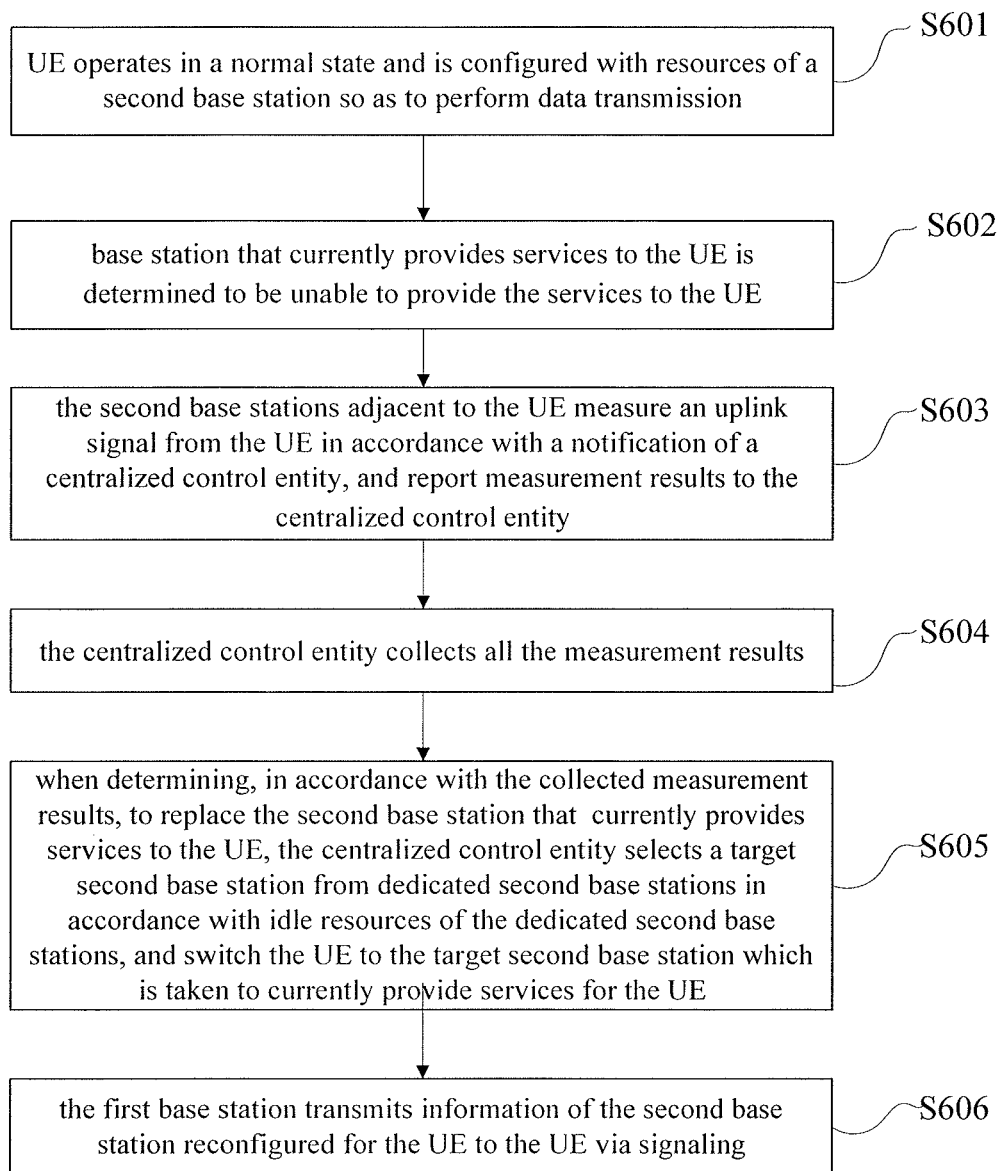 S601
UE operates in a normal state and is configured with resources of a
second base station so as to perform data transmission
S602
base station that currently provides services to the UE is
determined to be unable to provide the services to the UE
S603
the second base stations adjacent to the UE measure an uplink
signal from the UE in accordance with a notification of a
centralized control entity, and report measurement results to the
centralized control entity
S604
the centralized control entity collects all the measurement results
S605
when determining, in accordance with the collected measurement
results, to replace the second base station that currently provides
services to the UE, the centralized control entity selects a target
second base station from dedicated second base stations in
accordance with idle resources of the dedicated second base
stations, and switch the UE to the target second base station which
is taken to currently provide services for the UE
S606
the first base station transmits information of the second base
station reconfigured for the UE to the UE via signaling